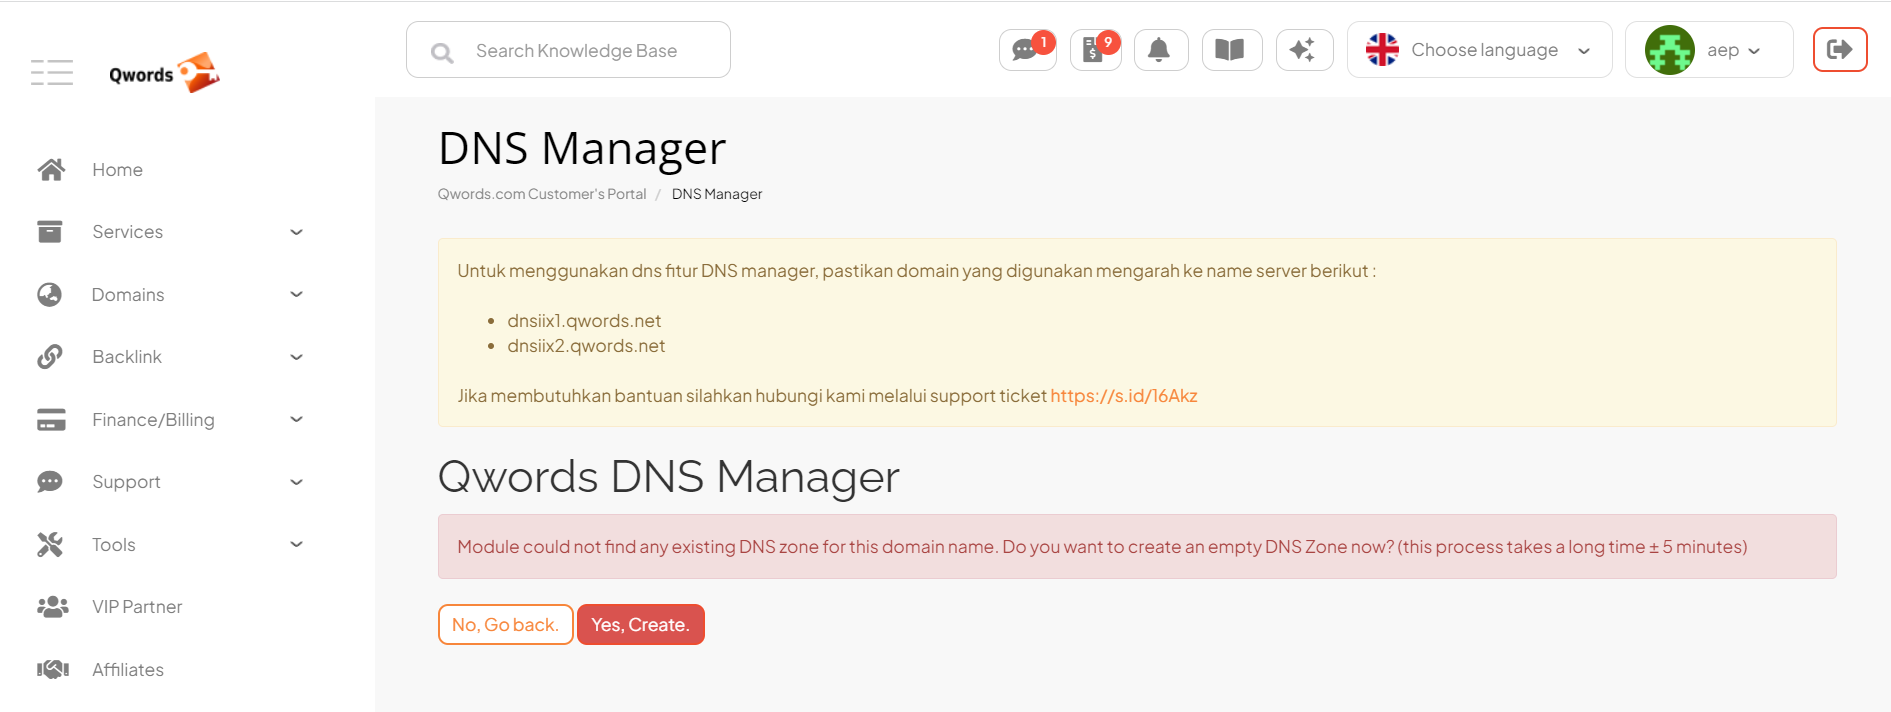 Qwords
Search Knowledge Base
1
9
Choose language
aep
Home
Services
Domains
Backlink
Finance/Billing
Support
Tools
VIP Partner
Affiliates
DNS Manager
Qwords.com Customer's Portal / DNS Manager
Untuk menggunakan dns fitur DNS manager, pastikan domain yang digunakan mengarah ke name server berikut :
• dnsiix1.qwords.net
• dnsiix2.qwords.net
Jika membutuhkan bantuan silahkan hubungi kami melalui support ticket https://s.id/16Akz
Qwords DNS Manager
Module could not find any existing DNS zone for this domain name. Do you want to create an empty DNS Zone now? (this process takes a long time ± 5 minutes)
No, Go back. Yes, Create.